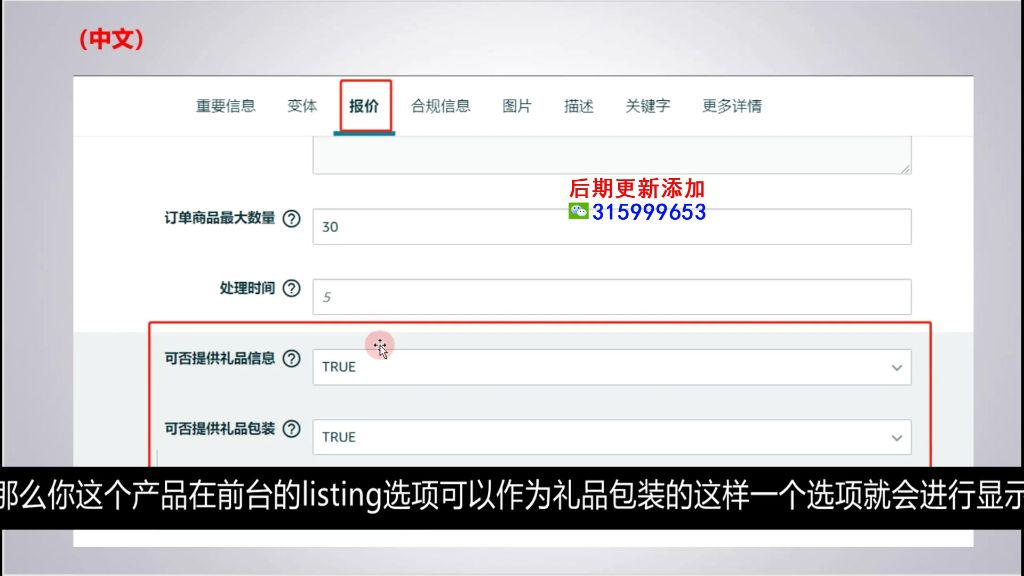 （中文）
重要信息 变体 报价 合规信息 图片 描述 关键字 更多详情
后期更新添加
315999653
订单商品最大数量 ? 30
处理时间 ? 5
可否提供礼品信息 ? TRUE
可否提供礼品包装 ? TRUE
那么你这个产品在前台的listing选项可以作为礼品包装的这样一个选项就会进行显示